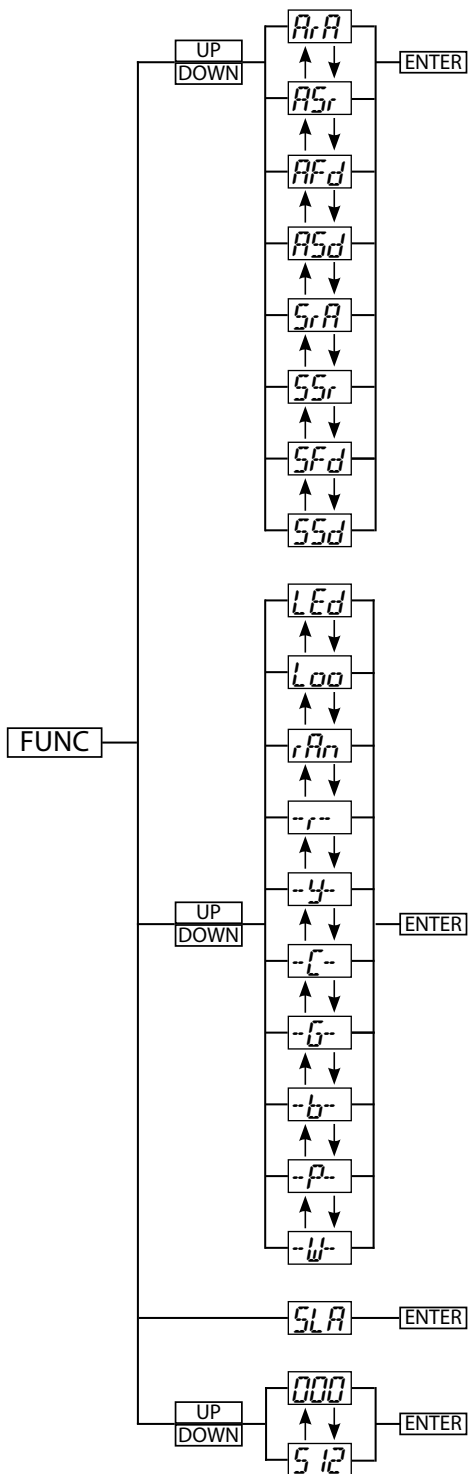 ArA
UP
DOWN
ENTER
ASr
AFd
ASd
SrA
SSr
SFd
SSd
LEd
Loo
rAn
FUNC
--r--
--y--
UP
DOWN
ENTER
--C--
--G--
--b--
--P--
--W--
SLA
ENTER
000
UP
DOWN
ENTER
512